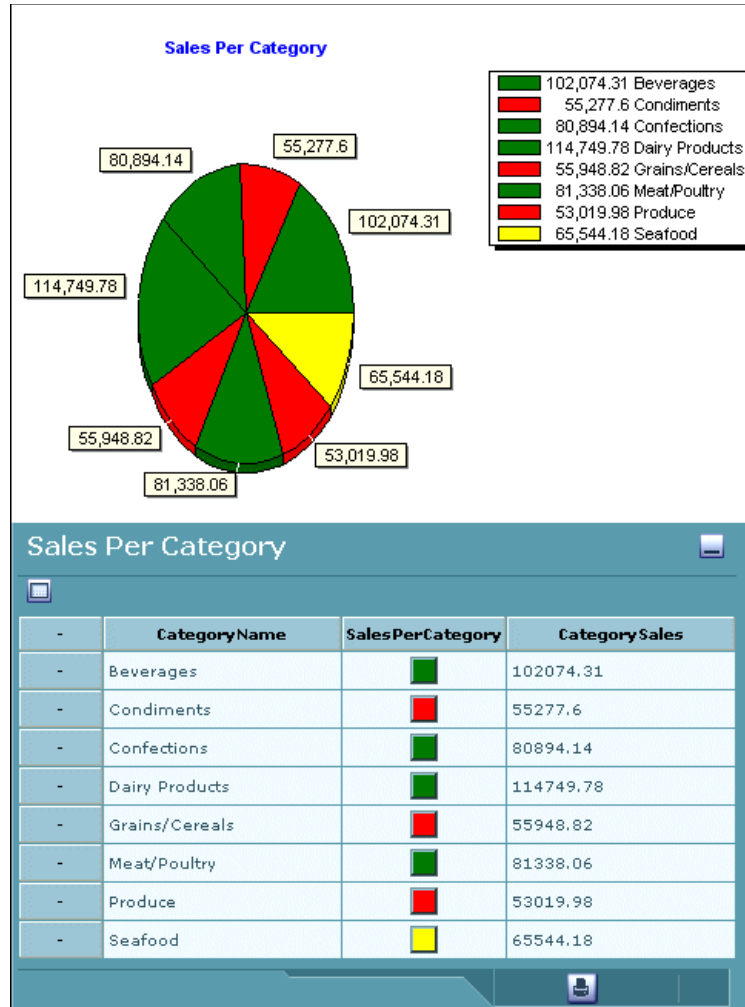 Sales Per Category
102,074.31 Beverages
55,277.6 Condiments
80,894.14 Confections
114,749.78 Dairy Products
55,948.82 Grains/Cereals
81,338.06 Meat/Poultry
53,019.98 Produce
65,544.18 Seafood
55,277.6
80,894.14
102,074.31
114,749.78
65,544.18
55,948.82
53,019.98
81,338.06
Sales Per Category
- CategoryName SalesPerCategory CategorySales
- Beverages 102074.31
- Condiments 55277.6
- Confections 80894.14
- Dairy Products 114749.78
- Grains/Cereals 55948.82
- Meat/Poultry 81338.06
- Produce 53019.98
- Seafood 65544.18